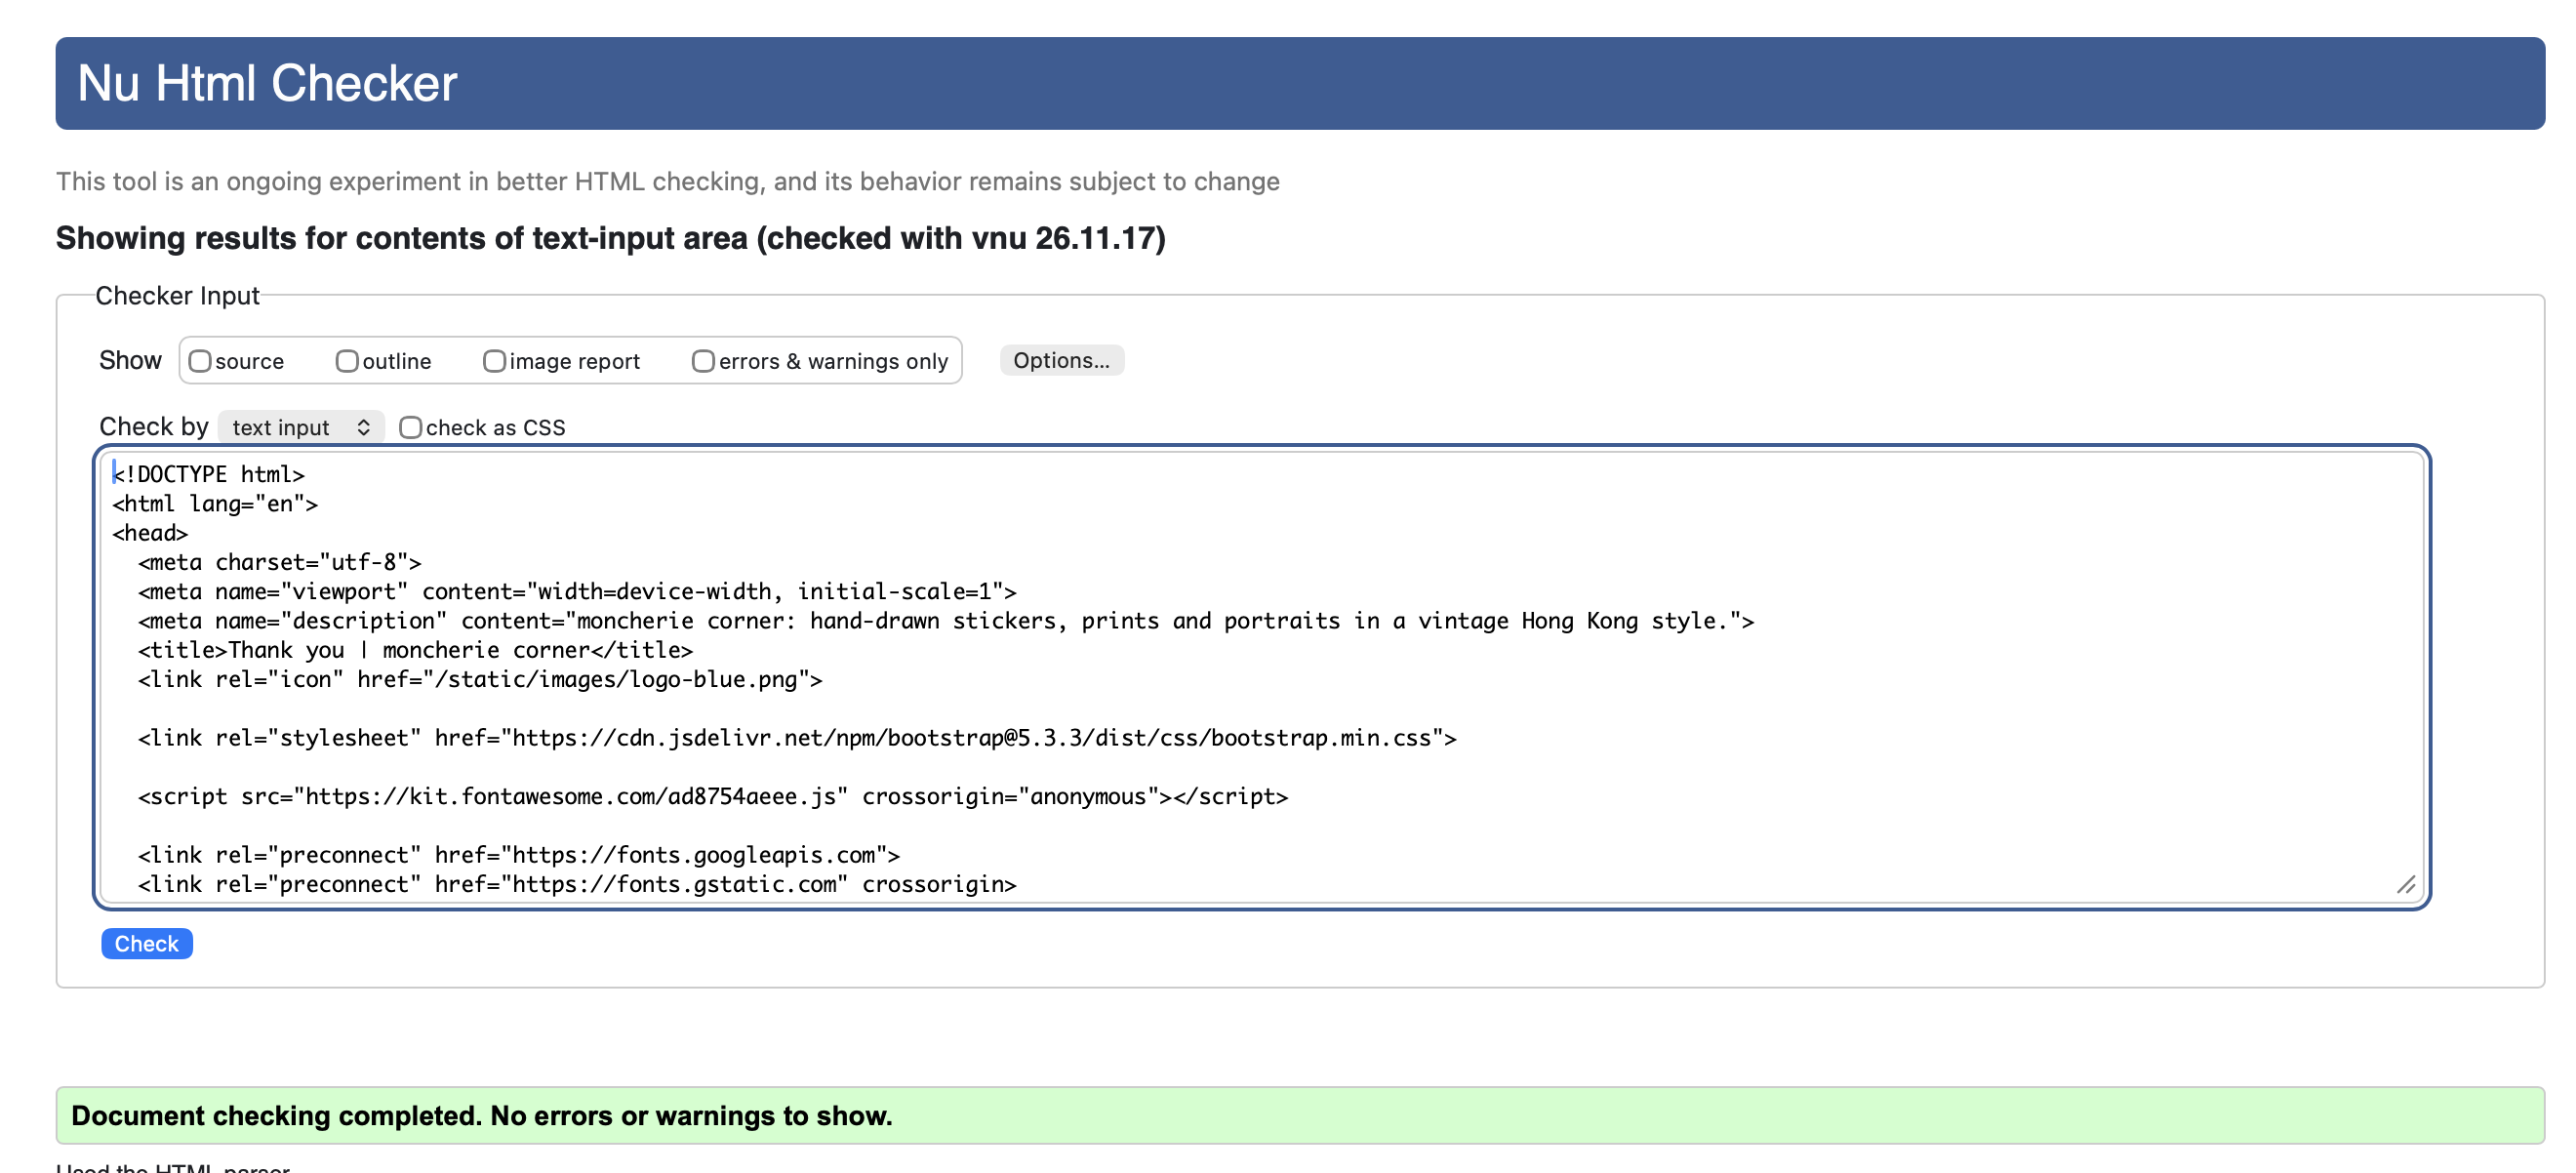 Nu Html Checker
This tool is an ongoing experiment in better HTML checking, and its behavior remains subject to change
Showing results for contents of text-input area (checked with vnu 26.11.17)
Checker Input
Show source outline image report errors & warnings only Options...
Check by text input check as CSS
<!DOCTYPE html>
<html lang="en">
<head>
  <meta charset="utf-8">
  <meta name="viewport" content="width=device-width, initial-scale=1">
  <meta name="description" content="moncherie corner: hand-drawn stickers, prints and portraits in a vintage Hong Kong style.">
  <title>Thank you | moncherie corner</title>
  <link rel="icon" href="/static/images/logo-blue.png">
  <link rel="stylesheet" href="https://cdn.jsdelivr.net/npm/bootstrap@5.3.3/dist/css/bootstrap.min.css">
  <script src="https://kit.fontawesome.com/ad8754aeee.js" crossorigin="anonymous"></script>
  <link rel="preconnect" href="https://fonts.googleapis.com">
  <link rel="preconnect" href="https://fonts.gstatic.com" crossorigin>
Check
Document checking completed. No errors or warnings to show.
Used the HTML parser.